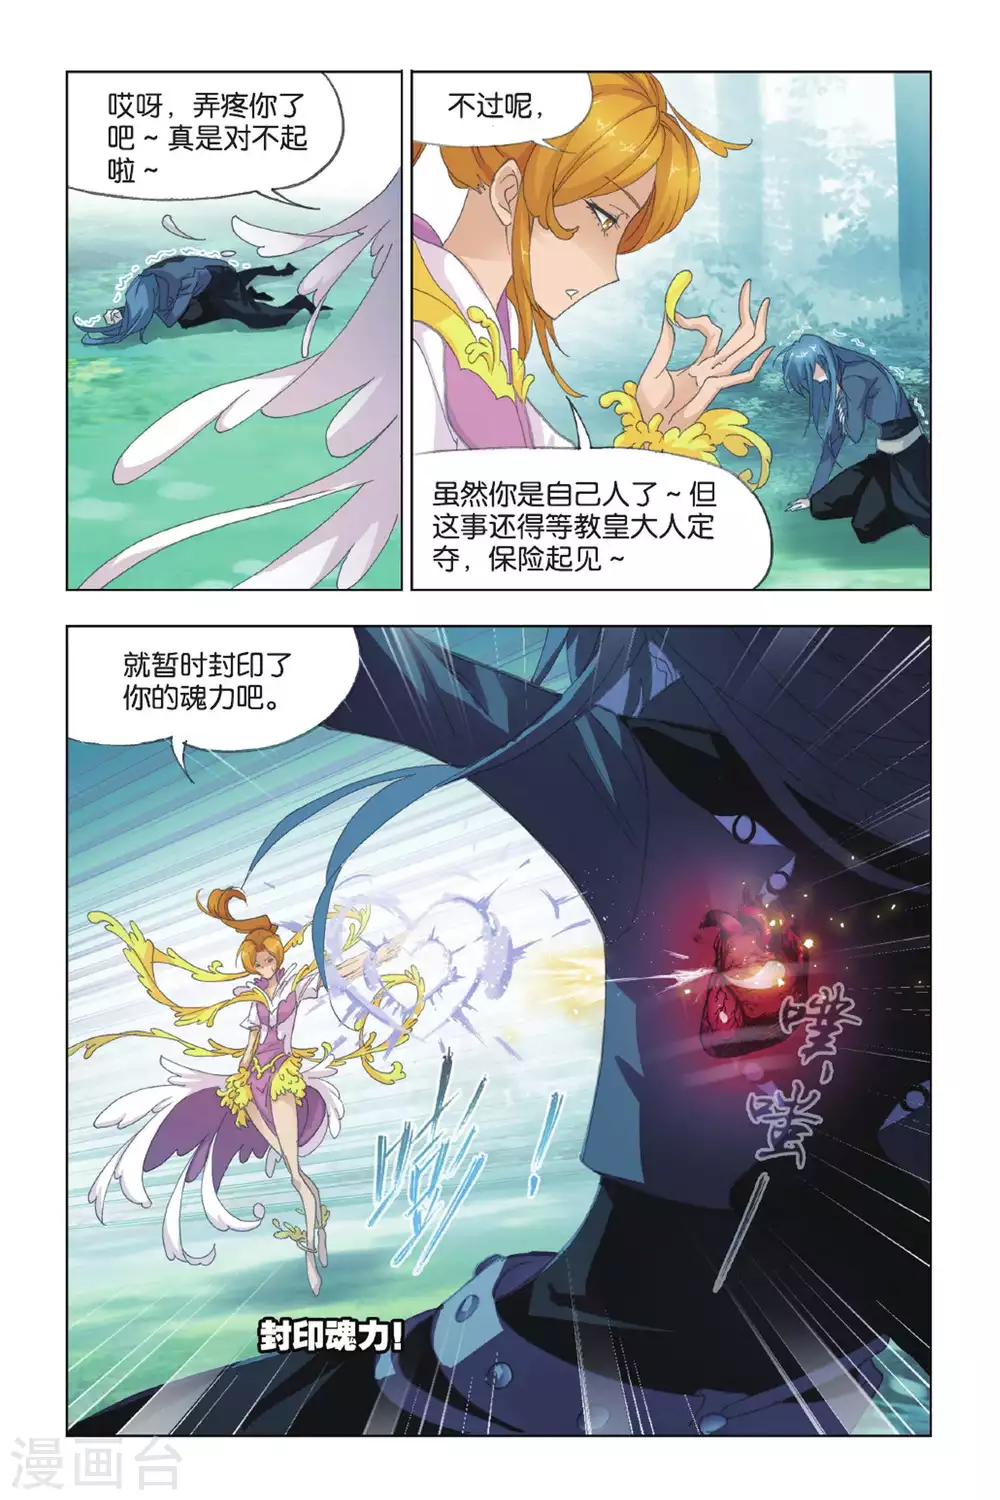 哎呀，弄疼你了
吧～真是对不起
啦～
不过呢，
虽然你是自己人了～但
这事还得等教皇大人定
夺，保险起见～
就暂时封印了
你的魂力吧。
噗
嘭！
封印魂力！
漫画台